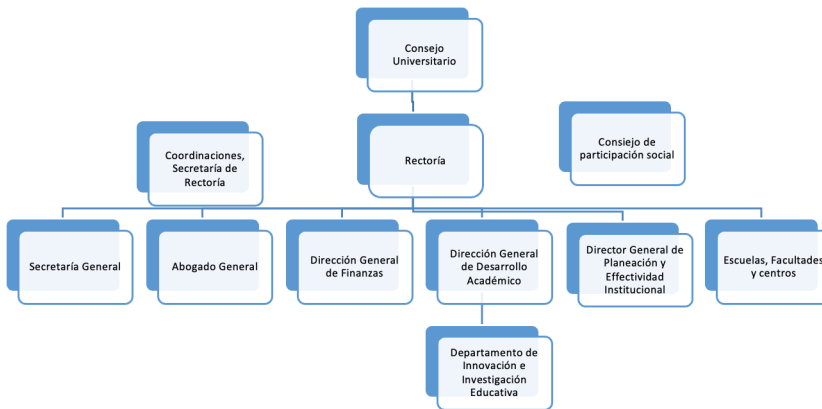 Consejo
Universitario
Coordinaciones,
Secretaría de
Rectoría
Rectoría
Consiejo de
participación social
Secretaría General
Abogado General
Dirección General
de Finanzas
Dirección General
de Desarrollo
Académico
Director General de
Planeación y
Effectividad
Institucional
Escuelas, Facultades
y centros
Departamento de
Innovación e
Investigación
Educativa